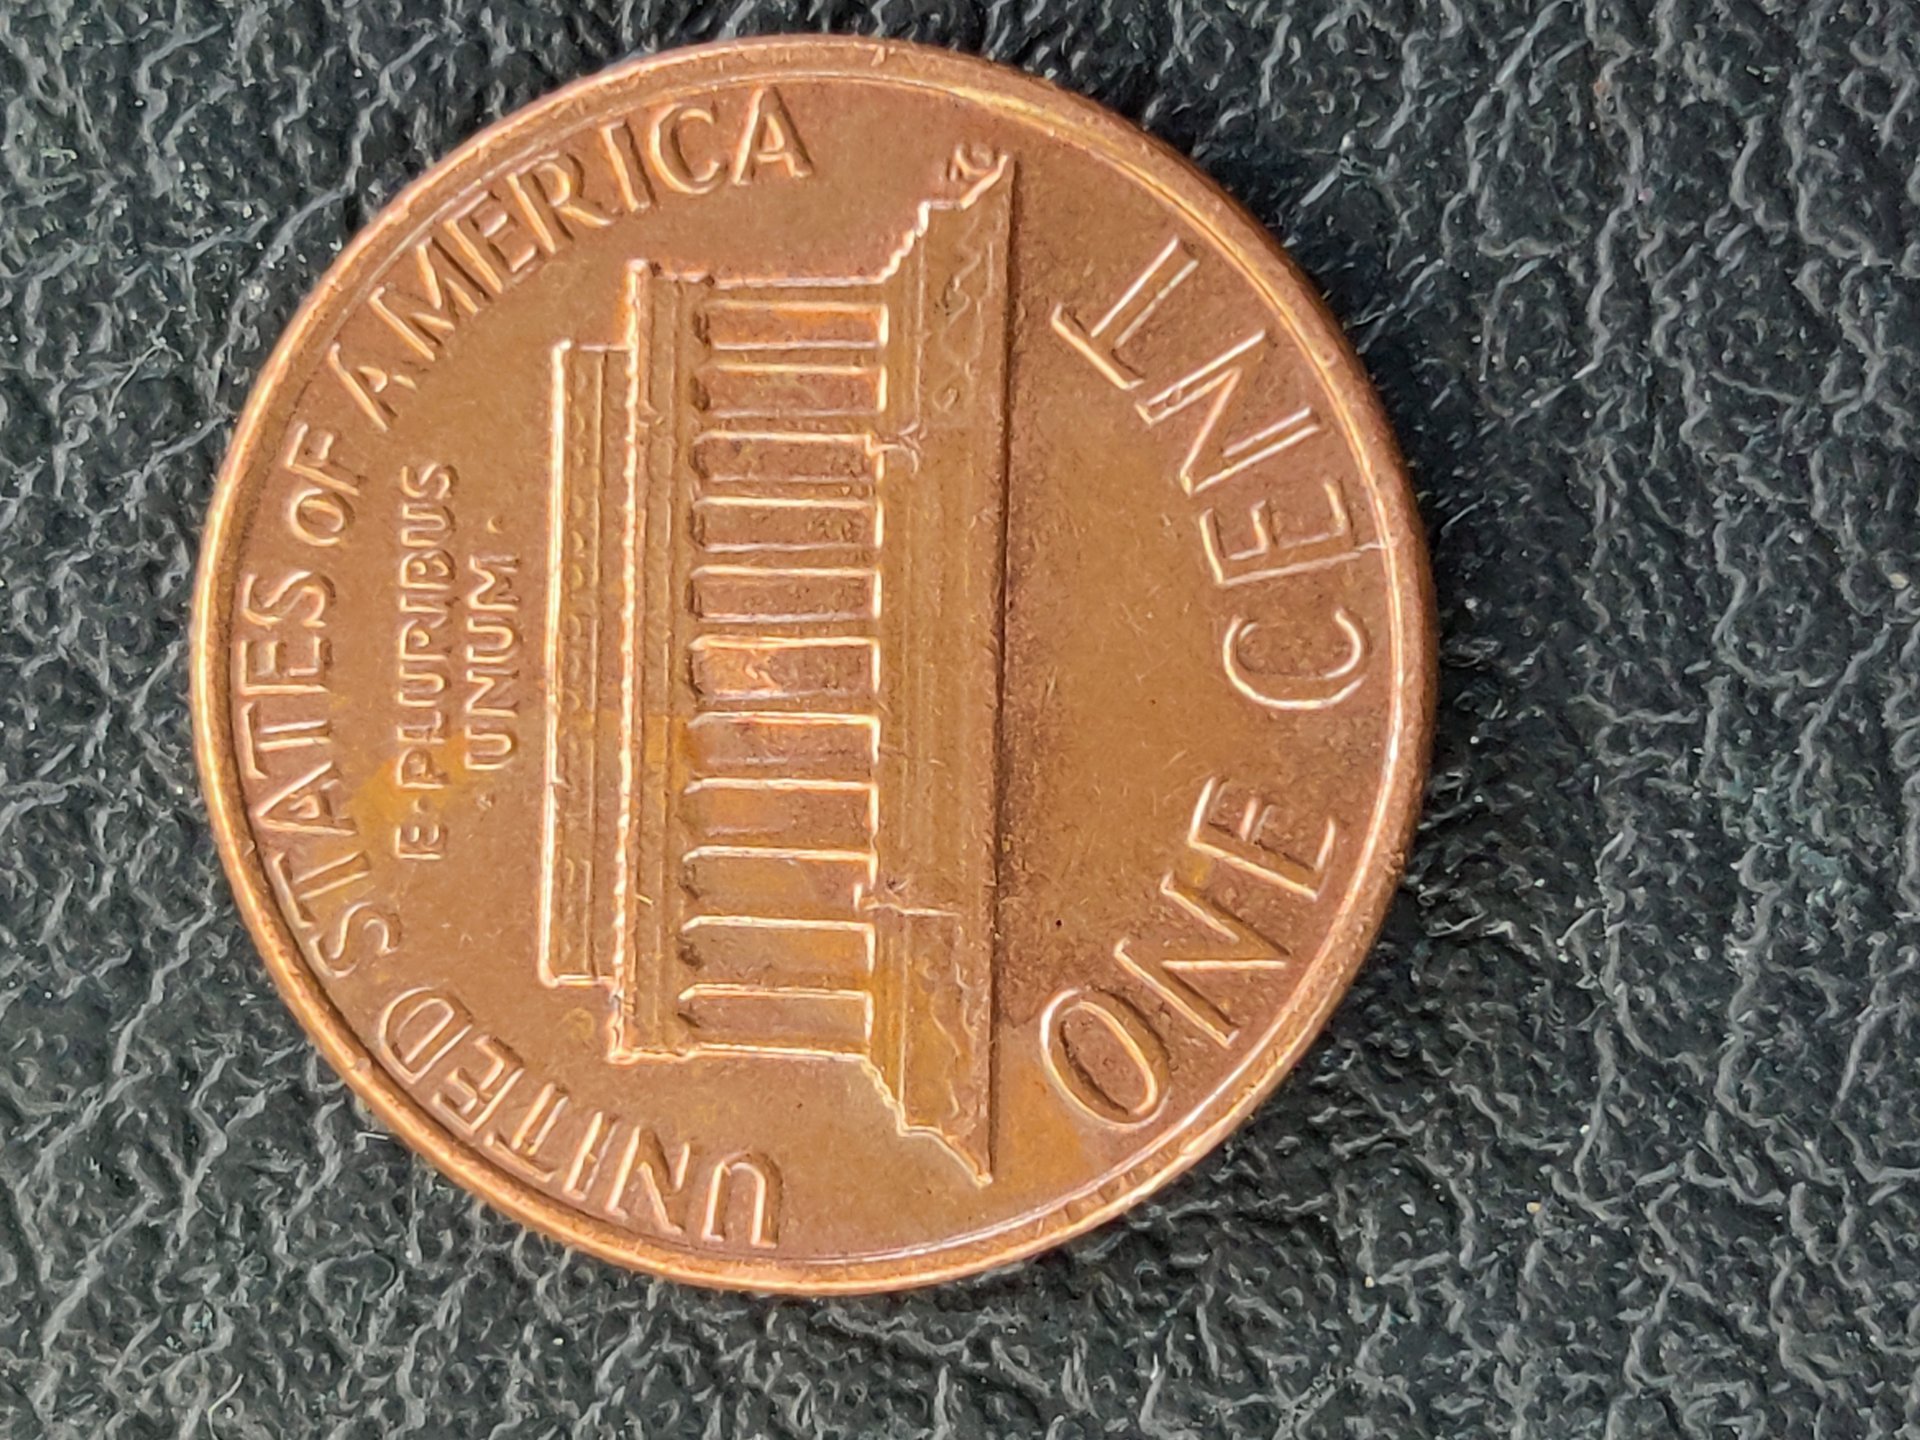 UNITED STATES OF AMERICA
E·PLURIBUS
·UNUM·
ONE CENT